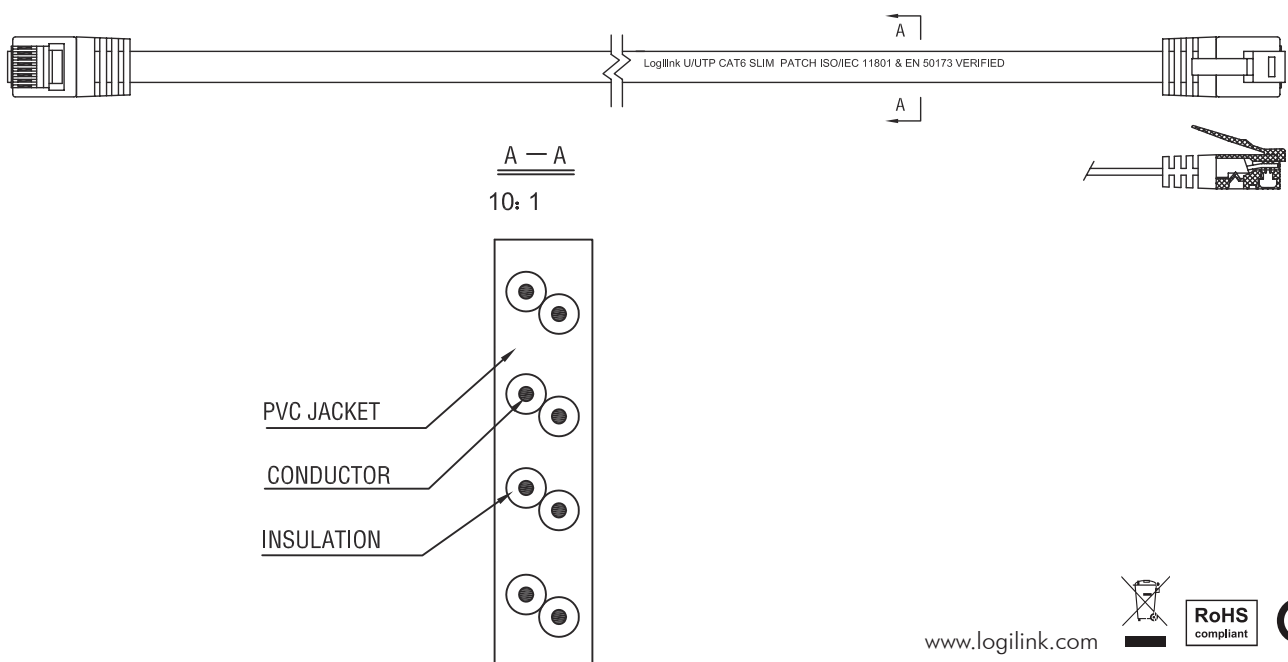 A
LogiIInk U/UTP CAT6 SLIM PATCH ISO/IEC 11801 & EN 50173 VERIFIED
A
A — A
10: 1
PVC JACKET
CONDUCTOR
INSULATION
www.logilink.com
RoHS
compliant